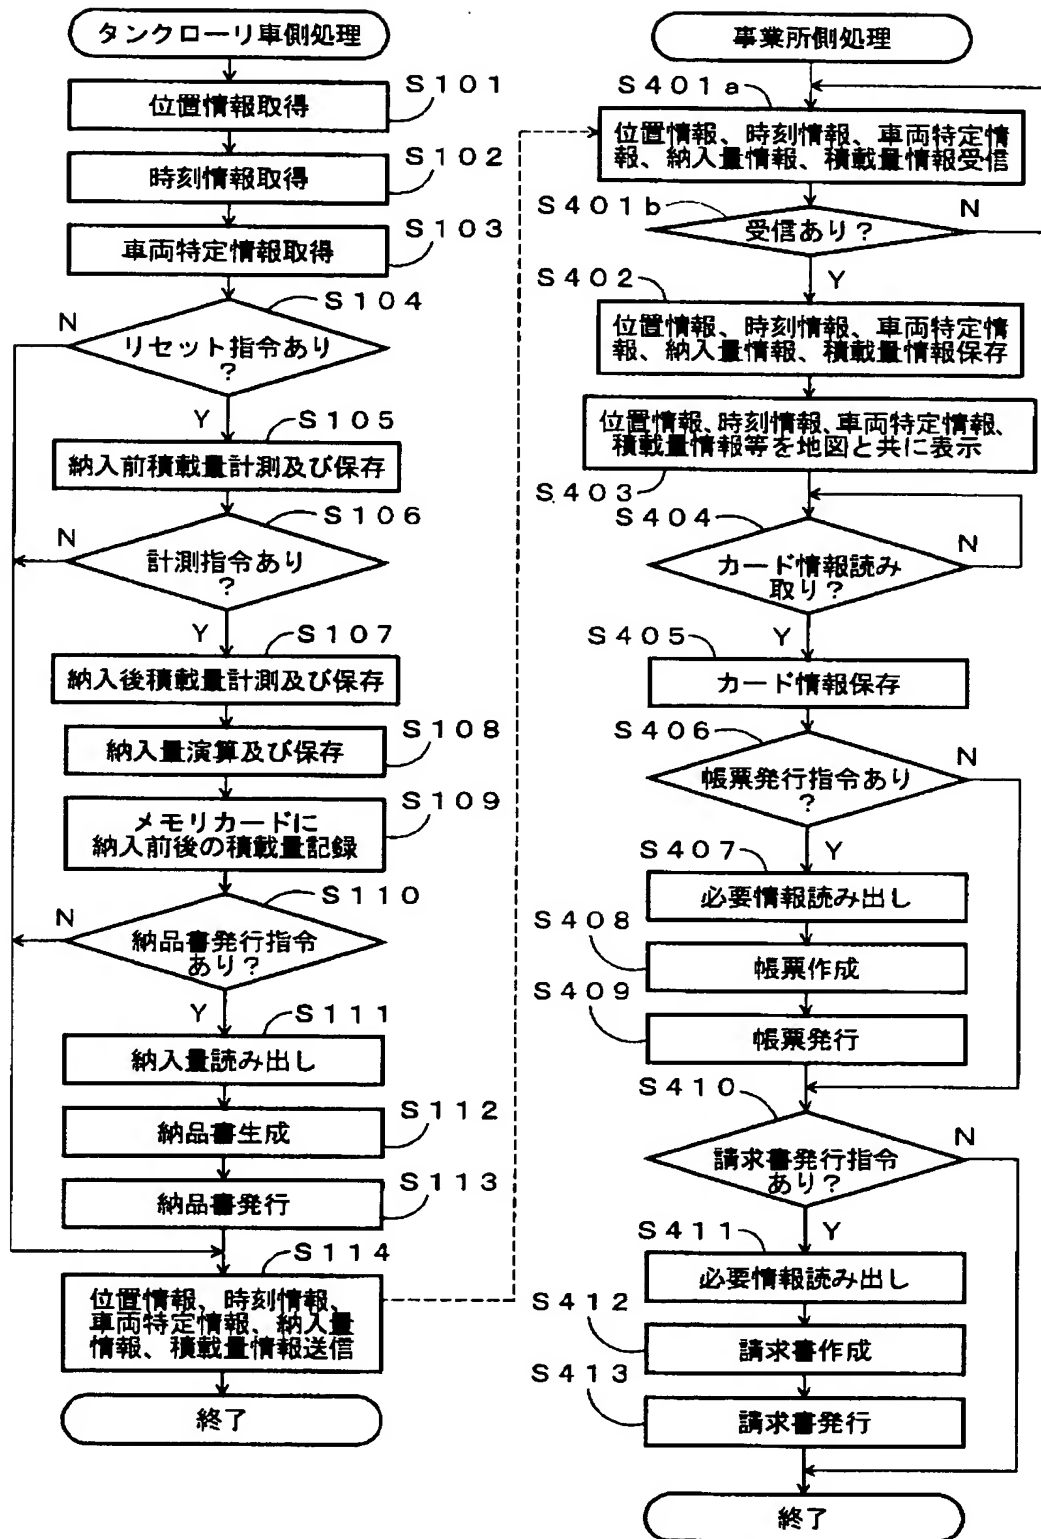 タンクローリ車側処理
S101
位置情報取得
S102
時刻情報取得
S103
車両特定情報取得
S104
N
リセット指令あり
?
Y
S105
納入前積載量計測及び保存
S106
N
計測指令あり
?
Y
S107
納入後積載量計測及び保存
S108
納入量演算及び保存
S109
メモリカードに
納入前後の積載量記録
S110
N
納品書発行指令
あり?
Y
S111
納入量読み出し
S112
納品書生成
S113
納品書発行
S114
位置情報、時刻情報、
車両特定情報、納入量
情報、積載量情報送信
終了
事業所側処理
S401a
位置情報、時刻情報、車両特定情
報、納入量情報、積載量情報受信
S401b
N
受信あり?
Y
S402
位置情報、時刻情報、車両特定情
報、納入量情報、積載量情報保存
位置情報、時刻情報、車両特定情報、
積載量情報等を地図と共に表示
S403
S404
N
カード情報読み
取り?
Y
S405
カード情報保存
S406
N
帳票発行指令あり
?
Y
S407
必要情報読み出し
S408
帳票作成
S409
帳票発行
S410
N
請求書発行指令
あり?
Y
S411
必要情報読み出し
S412
請求書作成
S413
請求書発行
終了